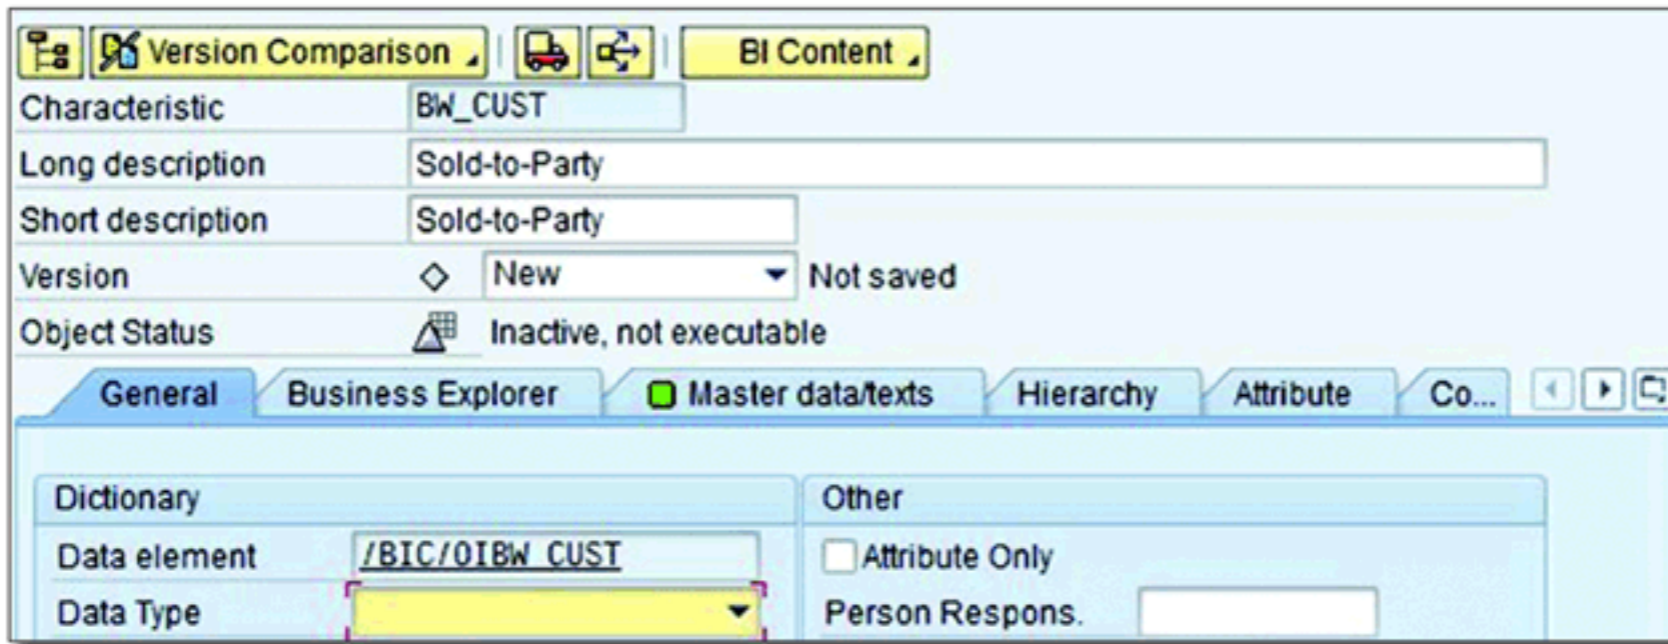 Version Comparison BI Content
Characteristic BW_CUST
Long description Sold-to-Party
Short description Sold-to-Party
Version New Not saved
Object Status Inactive, not executable
General Business Explorer Master data/texts Hierarchy Attribute Co...
Dictionary Other
Data element /BIC/OIBW_CUST Attribute Only
Data Type Person Respons.